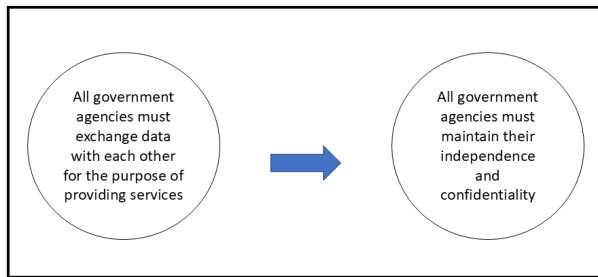 All government
agencies must
exchange data
with each other
for the purpose of
providing services
All government
agencies must
maintain their
independence
and
confidentiality